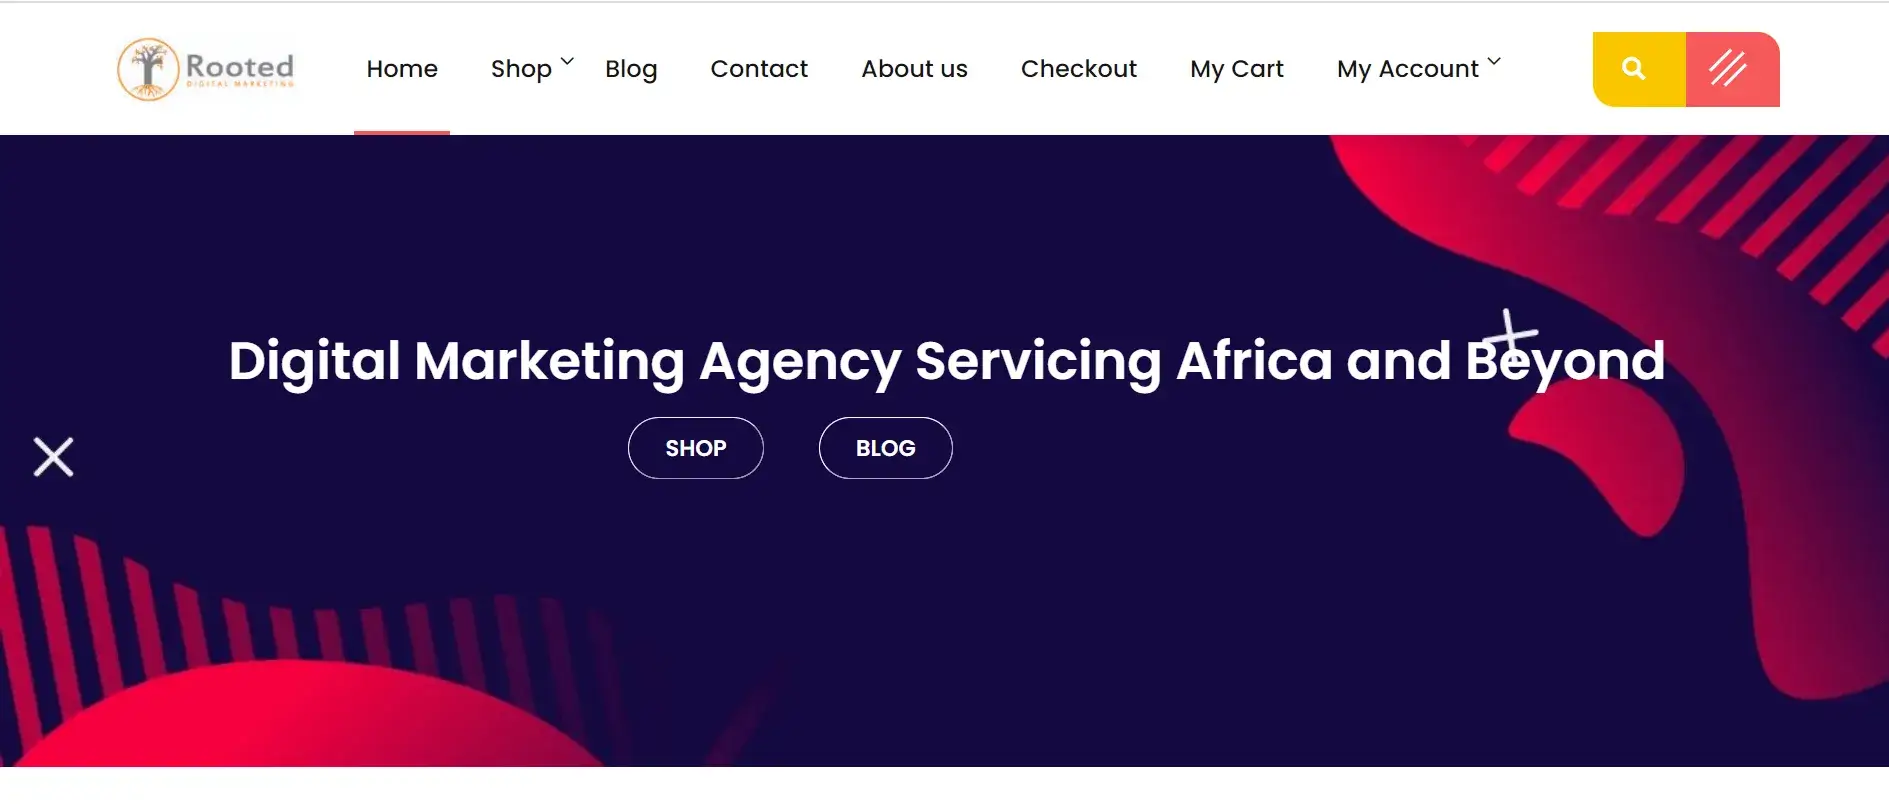 Rooted
DIGITAL MARKETING
Home Shop Blog Contact About us Checkout My Cart My Account
Digital Marketing Agency Servicing Africa and Beyond
SHOP BLOG